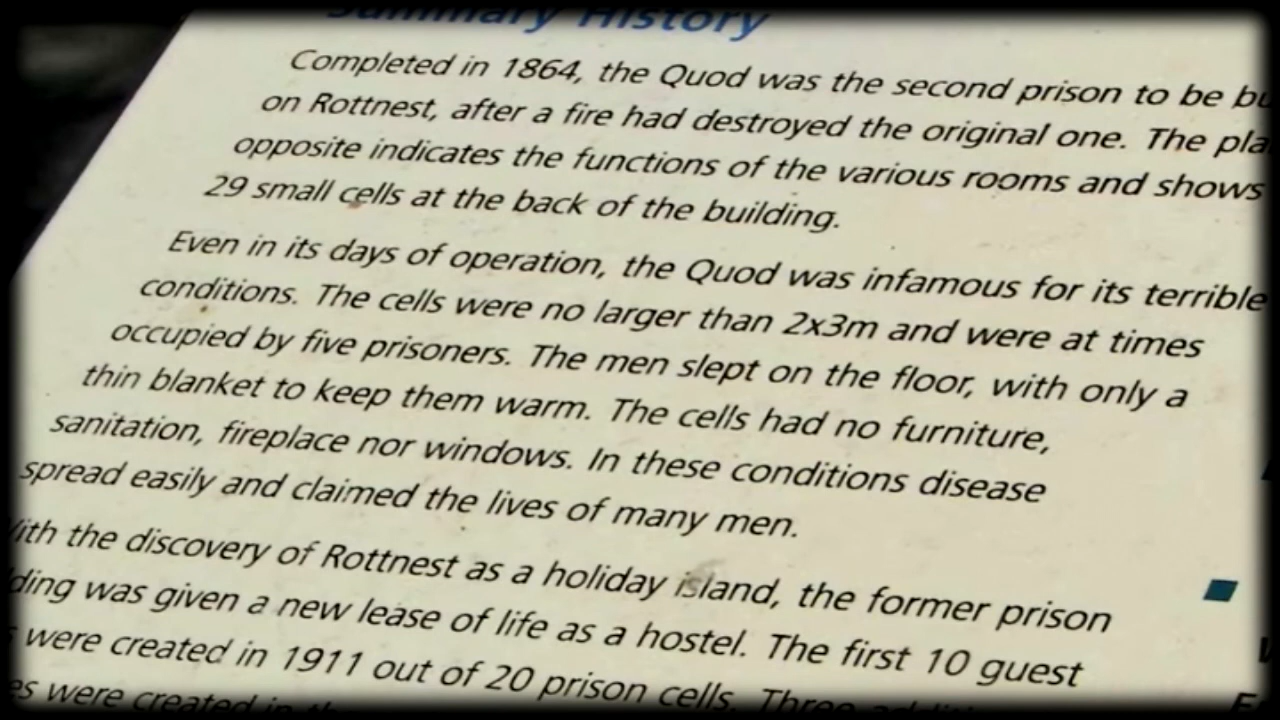 Summary History
Completed in 1864, the Quod was the second prison to be
on Rottnest, after a fire had destroyed the original one. The
opposite indicates the functions of the various rooms and shows
29 small cells at the back of the building.
Even in its days of operation, the Quod was infamous for its terrible
conditions. The cells were no larger than 2x3m and were at times
occupied by five prisoners. The men slept on the floor, with only a
thin blanket to keep them warm. The cells had no furniture,
sanitation, fireplace nor windows. In these conditions disease
spread easily and claimed the lives of many men.
With the discovery of Rottnest as a holiday island, the former prison
was given a new lease of life as a hostel. The first 10 guest
were created in 1911 out of 20 prison cells. Three
were created in